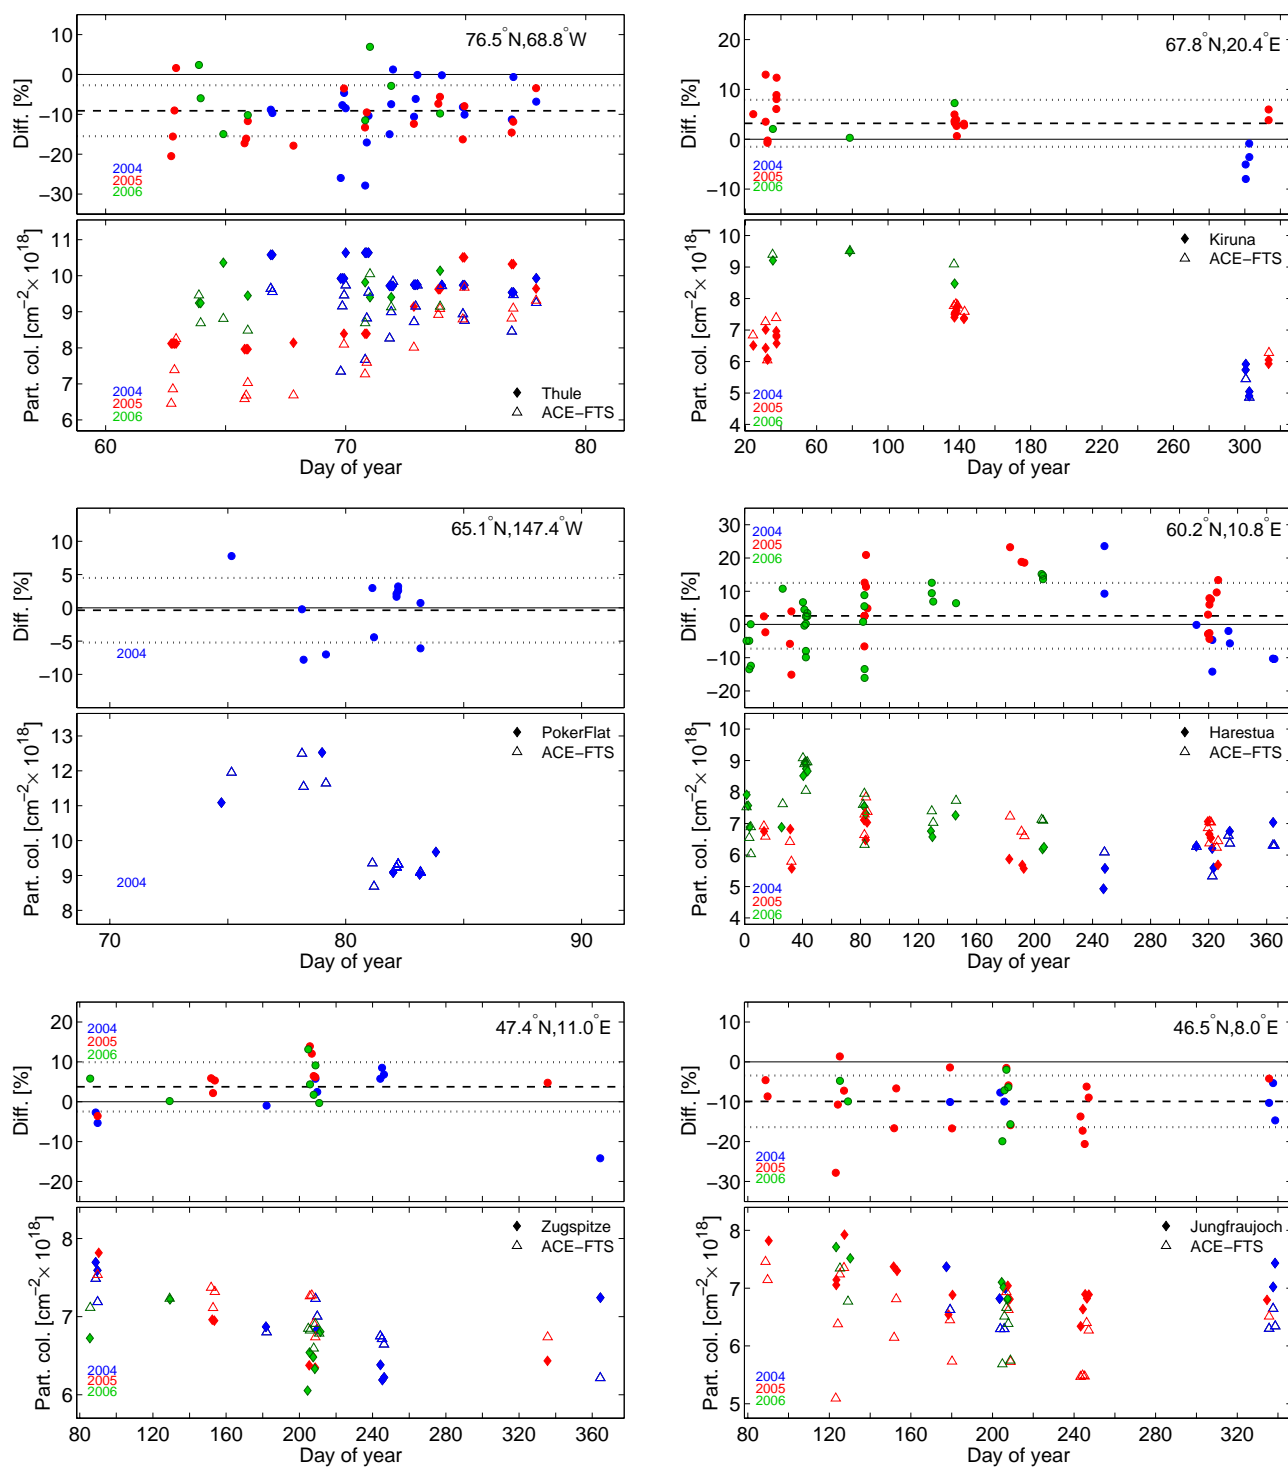 76.5°N,68.8°W
Diff. [%]
10
0
−10
−20
−30
2004
2005
2006
Part. col. [cm−2× 1018]
11
10
9
8
7
6
Thule
ACE−FTS
2004
2005
2006
60 70 80
Day of year
67.8°N,20.4°E
Diff. [%]
20
10
0
−10
2004
2005
2006
Part. col. [cm−2× 1018]
10
9
8
7
6
5
4
Kiruna
ACE−FTS
2004
2005
2006
20 60 100 140 180 220 260 300
Day of year
65.1°N,147.4°W
Diff. [%]
10
5
0
−5
−10
2004
Part. col. [cm−2× 1018]
13
12
11
10
9
8
PokerFlat
ACE−FTS
2004
70 80 90
Day of year
60.2°N,10.8°E
Diff. [%]
30
20
10
0
−10
−20
2004
2005
2006
Part. col. [cm−2× 1018]
10
9
8
7
6
5
4
Harestua
ACE−FTS
2004
2005
2006
0 40 80 120 160 200 240 280 320 360
Day of year
47.4°N,11.0°E
Diff. [%]
20
10
0
−10
−20
2004
2005
2006
Part. col. [cm−2× 1018]
8
7
6
Zugspitze
ACE−FTS
2004
2005
2006
80 120 160 200 240 280 320 360
Day of year
46.5°N,8.0°E
Diff. [%]
10
0
−10
−20
−30
2004
2005
2006
Part. col. [cm−2× 1018]
8
7
6
5
Jungfraujoch
ACE−FTS
2004
2005
2006
80 120 160 200 240 280 320 360
Day of year